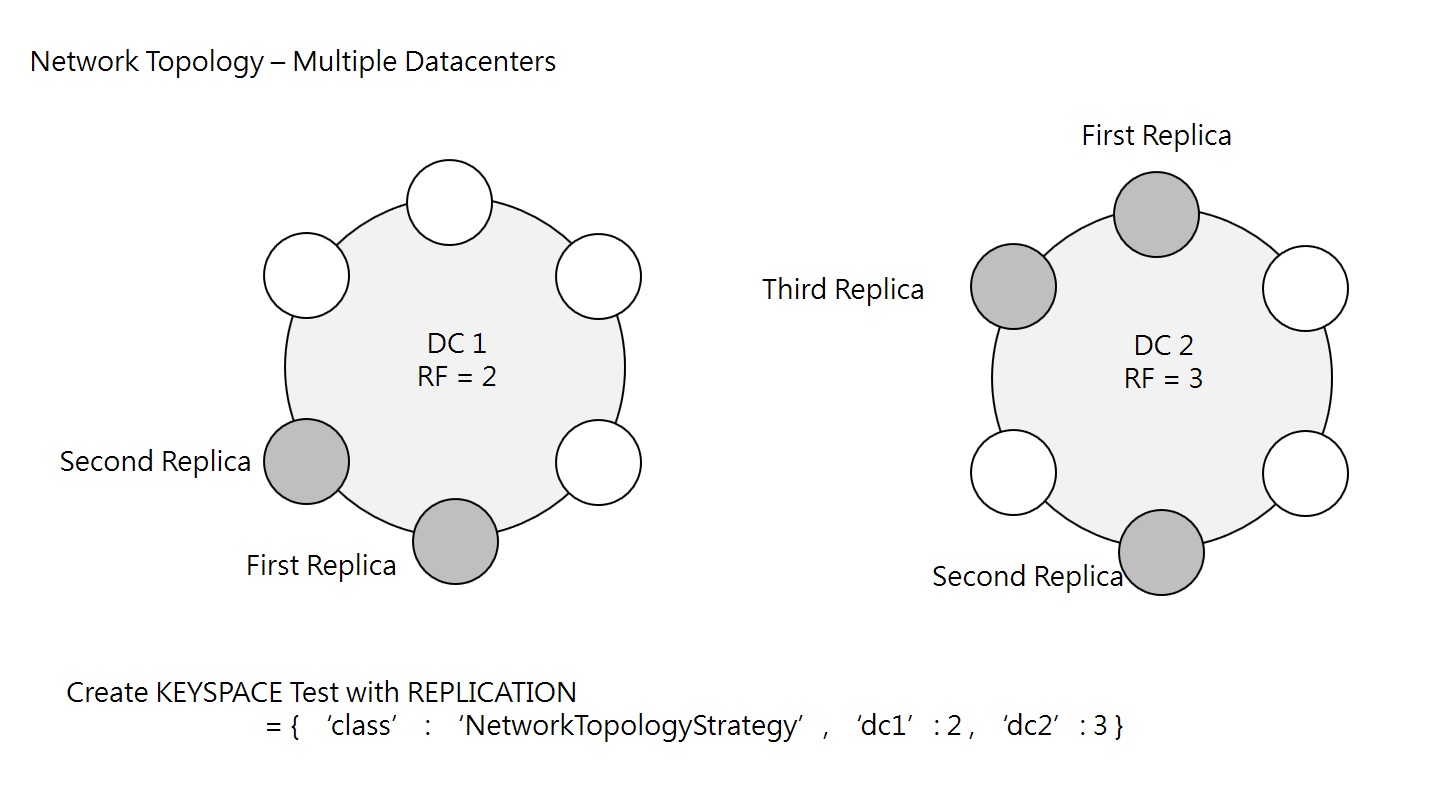 Network Topology – Multiple Datacenters
First Replica
Third Replica
DC 1
RF = 2
DC 2
RF = 3
Second Replica
First Replica
Second Replica
Create KEYSPACE Test with REPLICATION
= { ‘class’ : ‘NetworkTopologyStrategy’ , ‘dc1’ : 2 , ‘dc2’ : 3 }